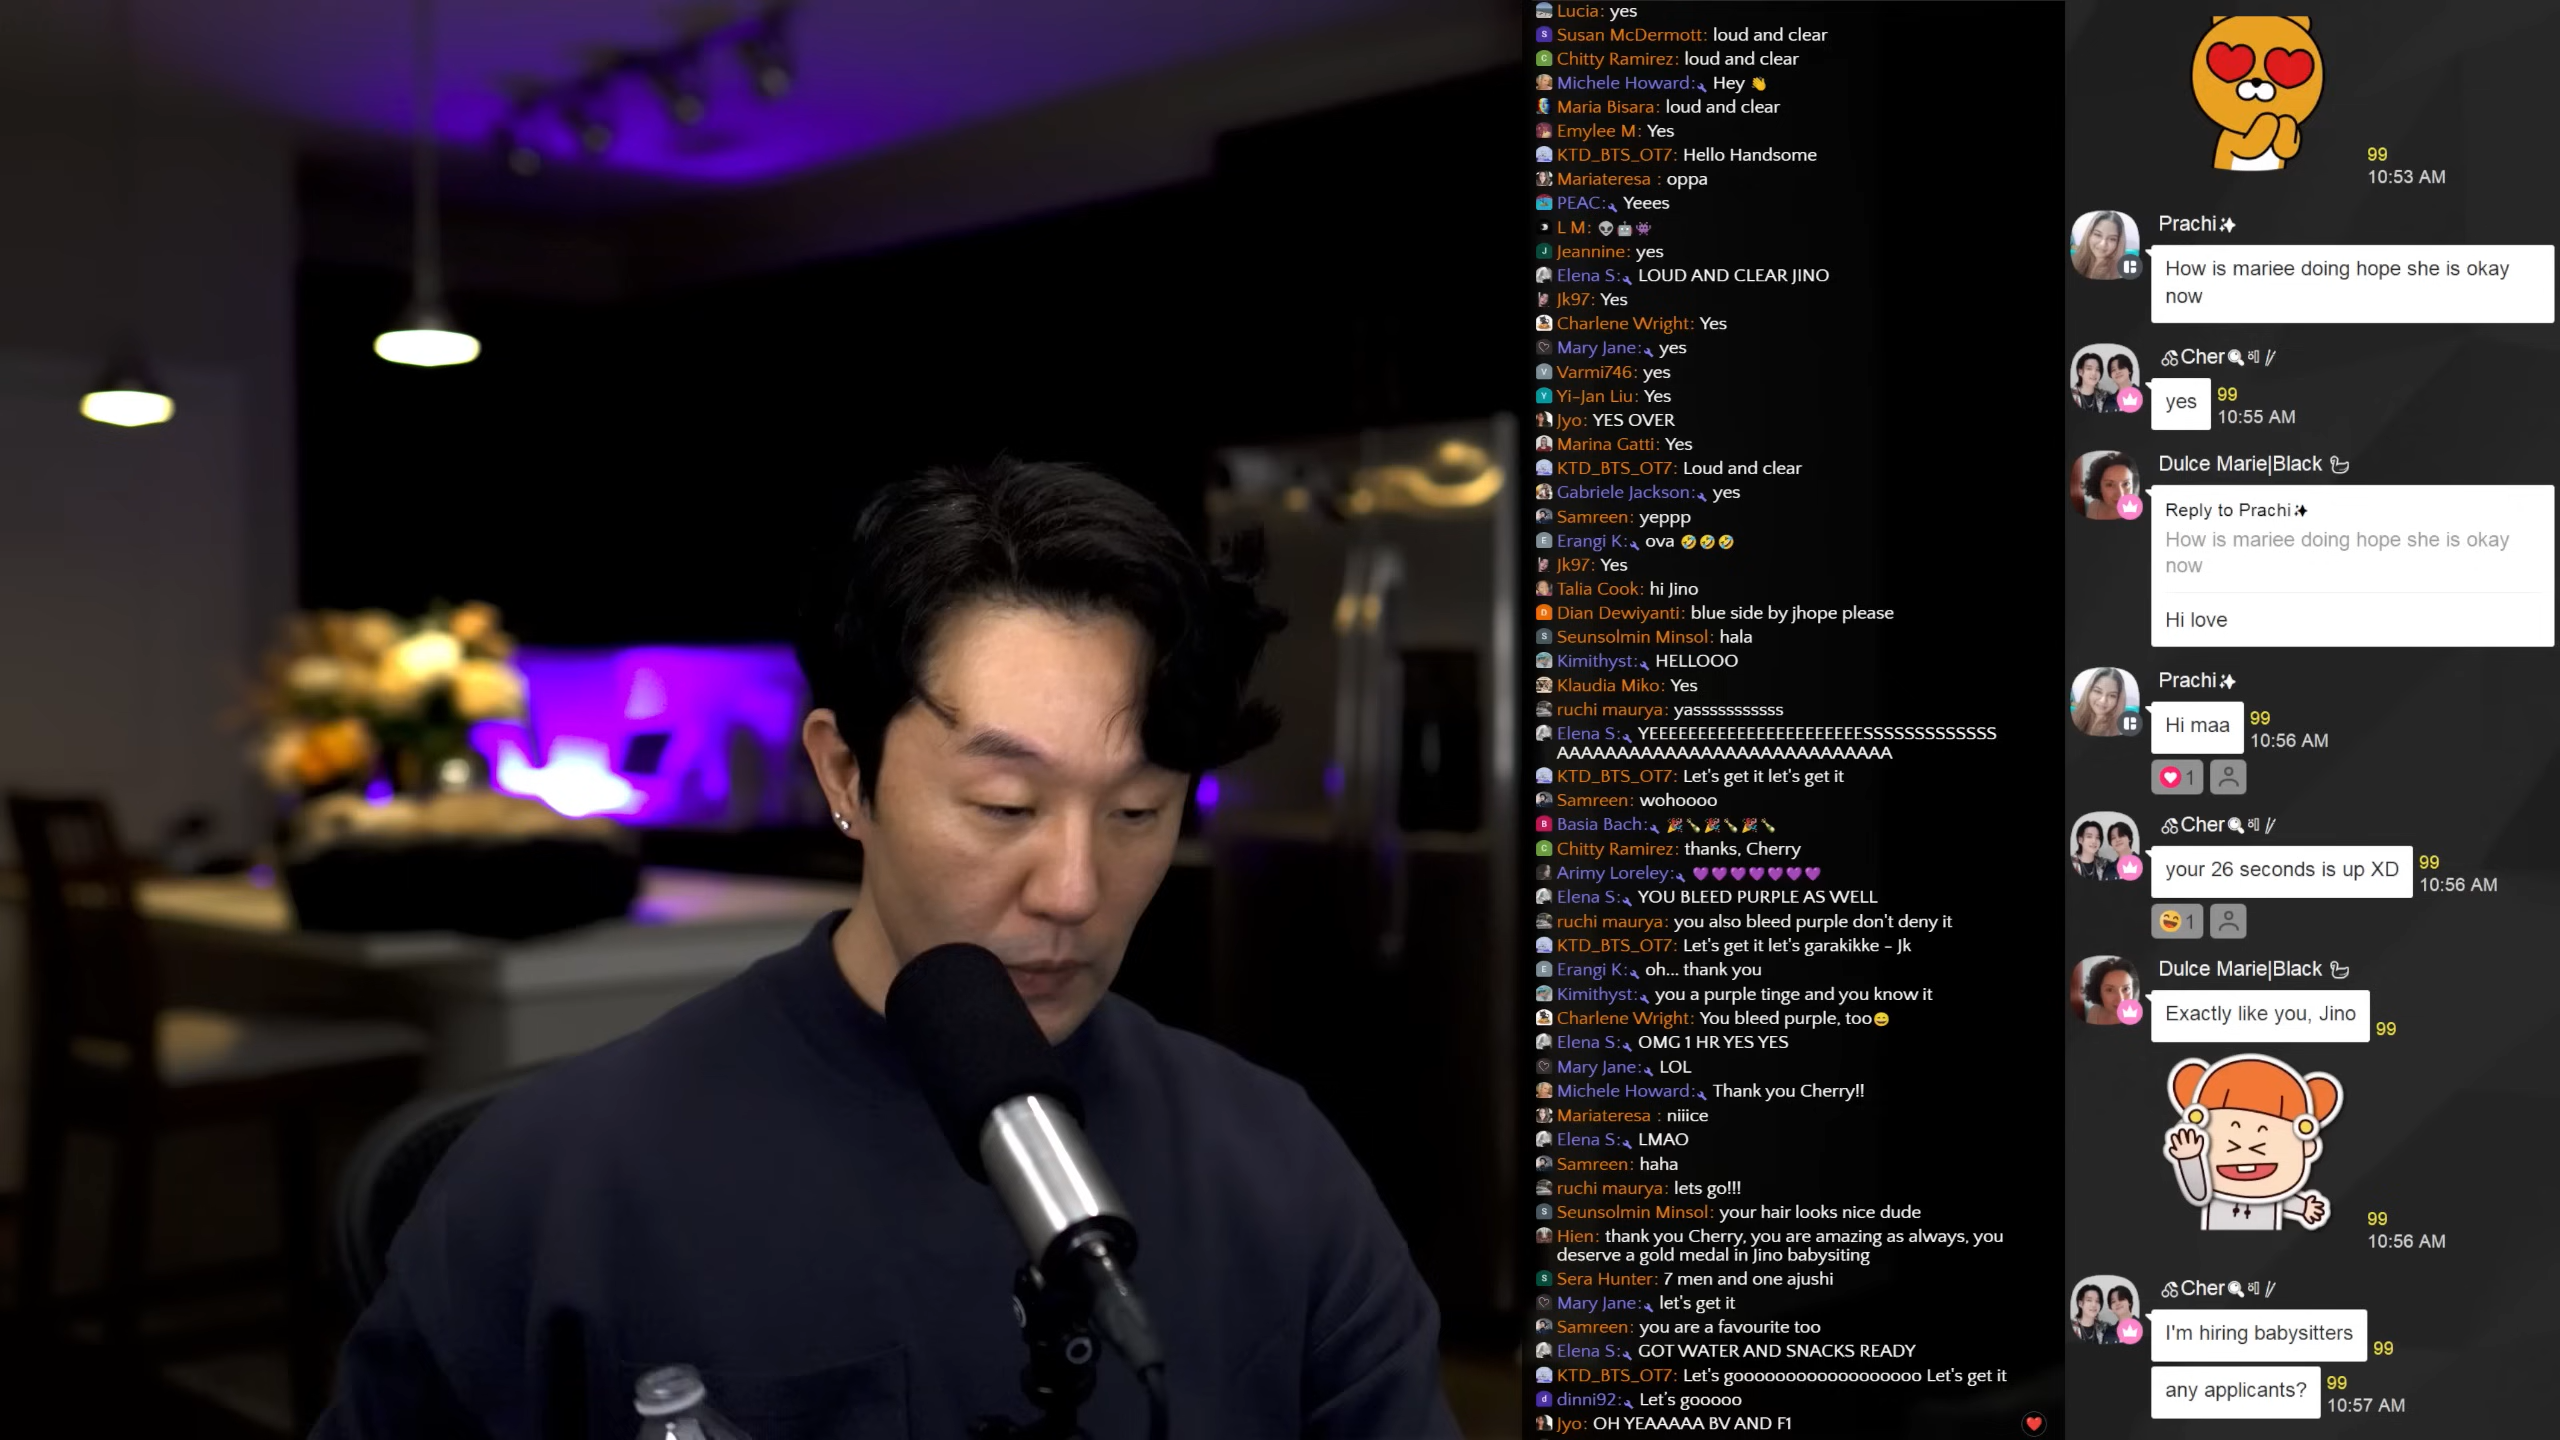 Lucia: yes
Susan McDermott: loud and clear
Chitty Ramirez: loud and clear
Michele Howard: Hey 👋
Maria Bisara: loud and clear
Emylee M: Yes
KTD_BTS_OT7: Hello Handsome
Mariateresa : oppa
PEAC: Yeees
L M: 👽🤖👾
Jeannine: yes
Elena S: LOUD AND CLEAR JINO
Jk97: Yes
Charlene Wright: Yes
Mary Jane: yes
Varmi746: yes
Yi-Jan Liu: Yes
Jyo: YES OVER
Marina Gatti: Yes
KTD_BTS_OT7: Loud and clear
Gabriele Jackson: yes
Samreen: yeppp
Erangi K: ova 🤣🤣🤣
Jk97: Yes
Talia Cook: hi Jino
Dian Dewiyanti: blue side by jhope please
Seunsolmin Minsol: hala
Kimithyst: HELLOOO
Klaudia Miko: Yes
ruchi maurya: yasssssssssss
Elena S: YEEEEEEEEEEEEEEEEEEEEEESSSSSSSSSSSSS
AAAAAAAAAAAAAAAAAAAAAAAAAAAA
KTD_BTS_OT7: Let's get it let's get it
Samreen: wohoooo
Basia Bach: 🎉🍾🎉🍾🎉🍾
Chitty Ramirez: thanks, Cherry
Arimy Loreley: 💜💜💜💜💜💜💜
Elena S: YOU BLEED PURPLE AS WELL
ruchi maurya: you also bleed purple don't deny it
KTD_BTS_OT7: Let's get it let's garakikke - Jk
Erangi K: oh... thank you
Kimithyst: you a purple tinge and you know it
Charlene Wright: You bleed purple, too😄
Elena S: OMG 1 HR YES YES
Mary Jane: LOL
Michele Howard: Thank you Cherry!!
Mariateresa : niiice
Elena S: LMAO
Samreen: haha
ruchi maurya: lets go!!!
Seunsolmin Minsol: your hair looks nice dude
Hien: thank you Cherry, you are amazing as always, you
deserve a gold medal in Jino babysiting
Sera Hunter: 7 men and one ajushi
Mary Jane: let's get it
Samreen: you are a favourite too
Elena S: GOT WATER AND SNACKS READY
KTD_BTS_OT7: Let's goooooooooooooooooo Let's get it
dinni92: Let's gooooo
Jyo: OH YEAAAAA BV AND F1
99
10:53 AM
Prachi✨
How is mariee doing hope she is okay
now
Cher
yes
99
10:55 AM
Dulce Marie|Black
Reply to Prachi✨
How is mariee doing hope she is okay
now
Hi love
Prachi✨
Hi maa
99
10:56 AM
1
Cher
your 26 seconds is up XD
99
10:56 AM
1
Dulce Marie|Black
Exactly like you, Jino
99
99
10:56 AM
Cher
I'm hiring babysitters
99
any applicants?
99
10:57 AM